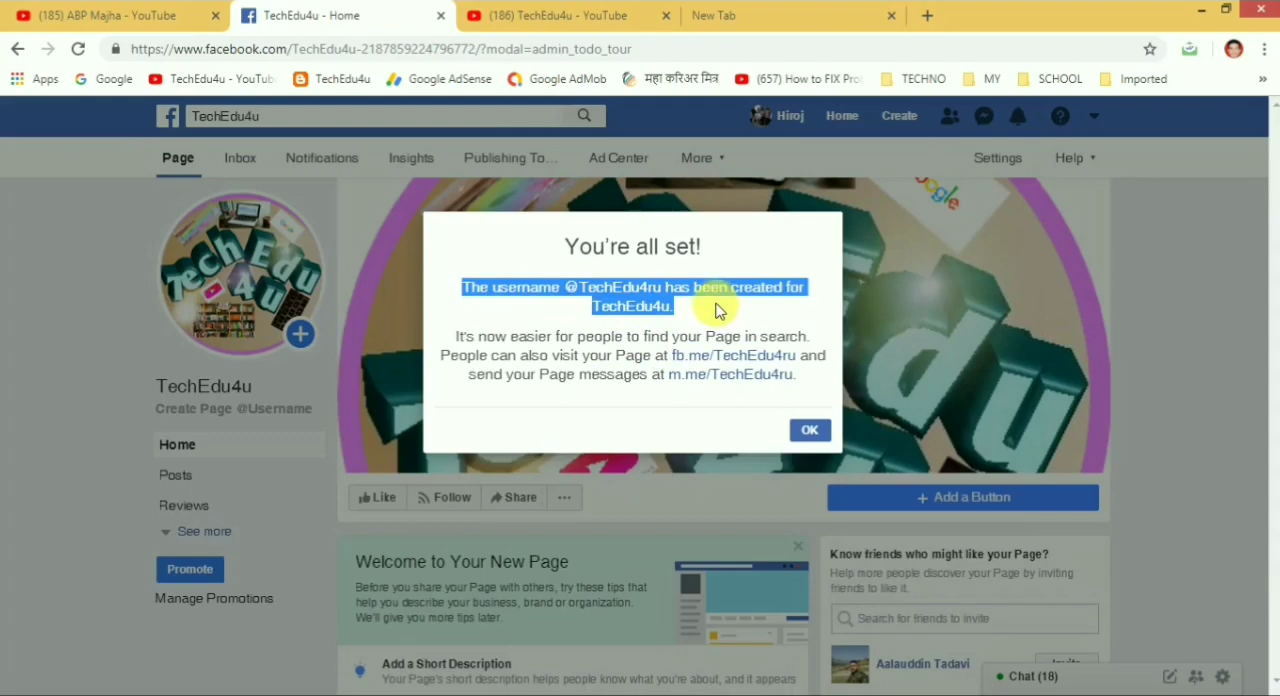 (185) ABP Majha - YouTube
TechEdu4u - Home
(186) TechEdu4u - YouTube
New Tab
https://www.facebook.com/TechEdu4u-2187859224796772/?modal=admin_todo_tour
Apps
Google
TechEdu4u - YouTub
TechEdu4u
Google AdSense
Google AdMob
महा करिअर मित्र
(657) How to FIX Pro
TECHNO
MY
SCHOOL
Imported
TechEdu4u
Hiroj
Home
Create
Page
Inbox
Notifications
Insights
Publishing To...
Ad Center
More
Settings
Help
Google
Tech Edu
4u
You're all set!
The username @TechEdu4ru has been created for
TechEdu4u.
It's now easier for people to find your Page in search.
People can also visit your Page at fb.me/TechEdu4ru and
send your Page messages at m.me/TechEdu4ru.
OK
TechEdu4u
Create Page @Username
Home
Posts
Reviews
See more
Promote
Manage Promotions
Like
Follow
Share
+ Add a Button
Welcome to Your New Page
Before you share your Page with others, try these tips that
help you describe your business, brand or organization.
We'll give you more tips later.
Add a Short Description
Your Page's short description helps people know what you're about, and it appears
Know friends who might like your Page?
Help more people discover your Page by inviting
friends to like it.
Search for friends to invite
Alauddin Tadavi
Invite
Chat (18)